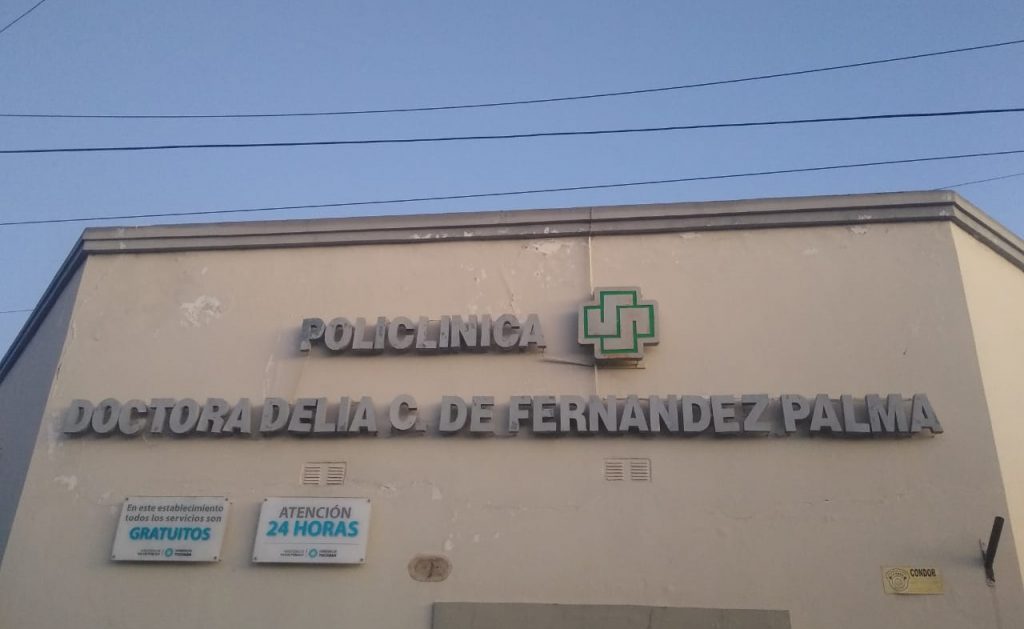 POLICLINICA
DOCTORA DELIA C. DE FERNANDEZ PALMA
En este establecimiento
todos los servicios son
GRATUITOS
ATENCIÓN
24 HORAS
CONDOR